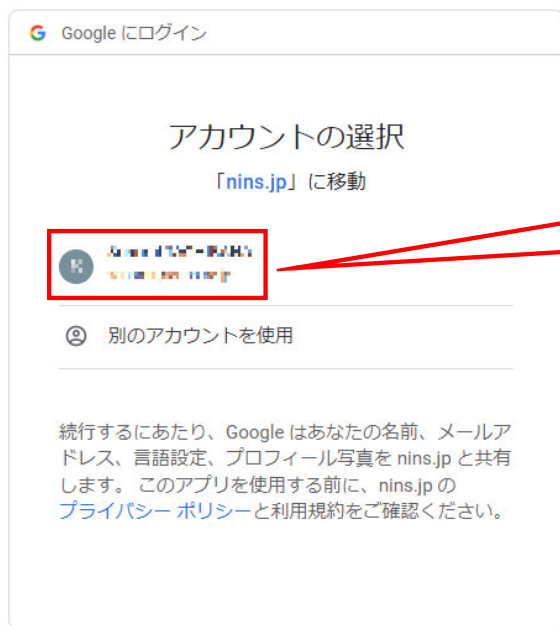 Google にログイン
アカウントの選択
「nins.jp」に移動
K
別のアカウントを使用
続行するにあたり、Google はあなたの名前、メールア
ドレス、言語設定、プロフィール写真を nins.jp と共有
します。 このアプリを使用する前に、nins.jp の
プライバシー ポリシーと利用規約をご確認ください。